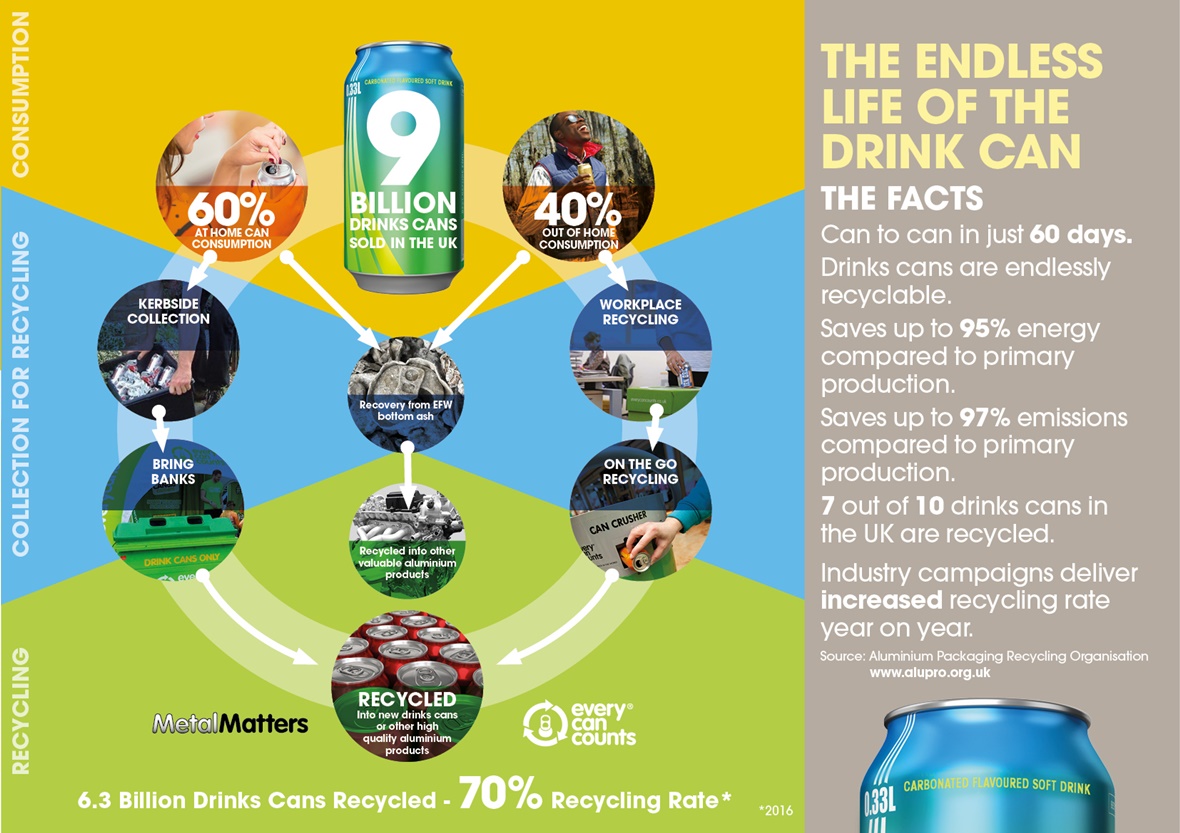 CONSUMPTION
COLLECTION FOR RECYCLING
RECYCLING
0.33L
CARBONATED FLAVOURED SOFT DRINK
9
BILLION
DRINKS CANS
SOLD IN THE UK
60%
AT HOME CAN
CONSUMPTION
40%
OUT OF HOME
CONSUMPTION
KERBSIDE
COLLECTION
WORKPLACE
RECYCLING
Recovery from EFW
bottom ash
BRING
BANKS
DRINK CANS ONLY
ON THE GO
RECYCLING
CAN CRUSHER
Recycled into other
valuable aluminium
products
RECYCLED
Into new drinks cans
or other high
quality aluminium
products
MetalMatters
every®
can
counts
6.3 Billion Drinks Cans Recycled - 70% Recycling Rate*
*2016
THE ENDLESS
LIFE OF THE
DRINK CAN
THE FACTS
Can to can in just 60 days.
Drinks cans are endlessly
recyclable.
Saves up to 95% energy
compared to primary
production.
Saves up to 97% emissions
compared to primary
production.
7 out of 10 drinks cans in
the UK are recycled.
Industry campaigns deliver
increased recycling rate
year on year.
Source: Aluminium Packaging Recycling Organisation
www.alupro.org.uk
CARBONATED FLAVOURED SOFT DRINK
0.33L